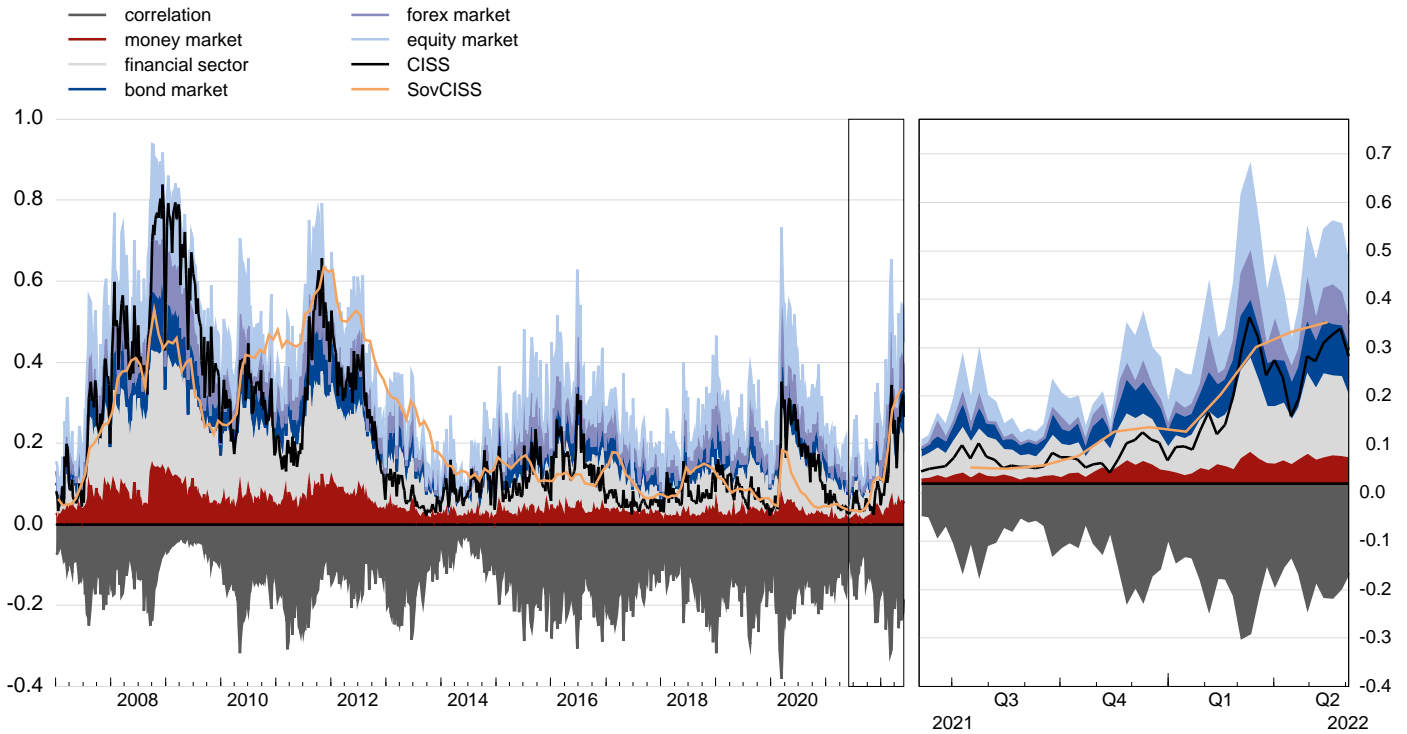 correlation
money market
financial sector
bond market
forex market
equity market
CISS
SovCISS
1.0
0.8
0.6
0.4
0.2
0.0
-0.2
-0.4
2008 2010 2012 2014 2016 2018 2020
0.7
0.6
0.5
0.4
0.3
0.2
0.1
0.0
-0.1
-0.2
-0.3
-0.4
Q3 Q4 Q1 Q2
2021 2022